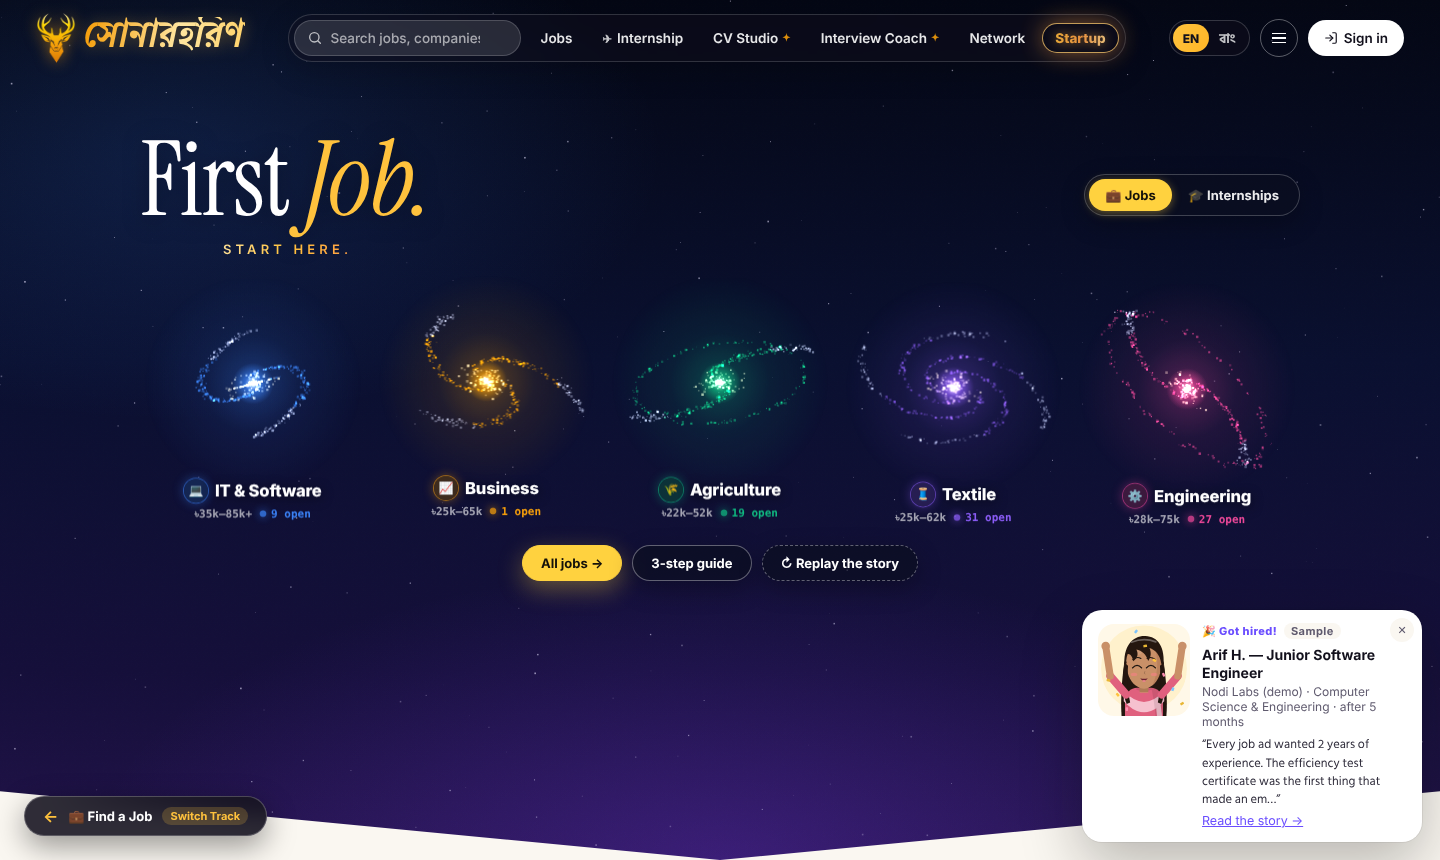 সোনারহরিণ
Search jobs, companies
Jobs
Internship
CV Studio
Interview Coach
Network
Startup
EN
বাং
Sign in
First Job.
START HERE.
Jobs
Internships
IT & Software
৳35k–85k+ 9 open
Business
৳25k–65k 1 open
Agriculture
৳22k–52k 19 open
Textile
৳25k–62k 31 open
Engineering
৳28k–75k 27 open
All jobs →
3-step guide
↻ Replay the story
Got hired! Sample
×
Arif H. — Junior Software
Engineer
Nodi Labs (demo) · Computer
Science & Engineering · after 5
months
“Every job ad wanted 2 years of
experience. The efficiency test
certificate was the first thing that
made an em…”
Read the story →
← Find a Job Switch Track